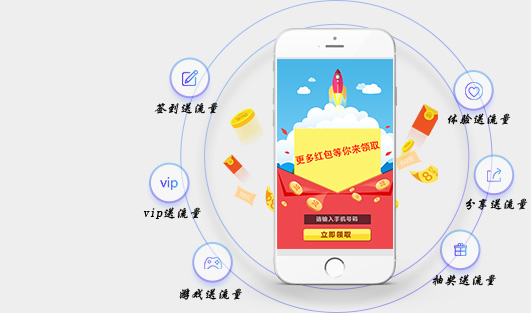 签到送流量
体验送流量
更多红包等你来领取
vip
vip送流量
分享送流量
请输入手机号码
立即领取
游戏送流量
抽奖送流量